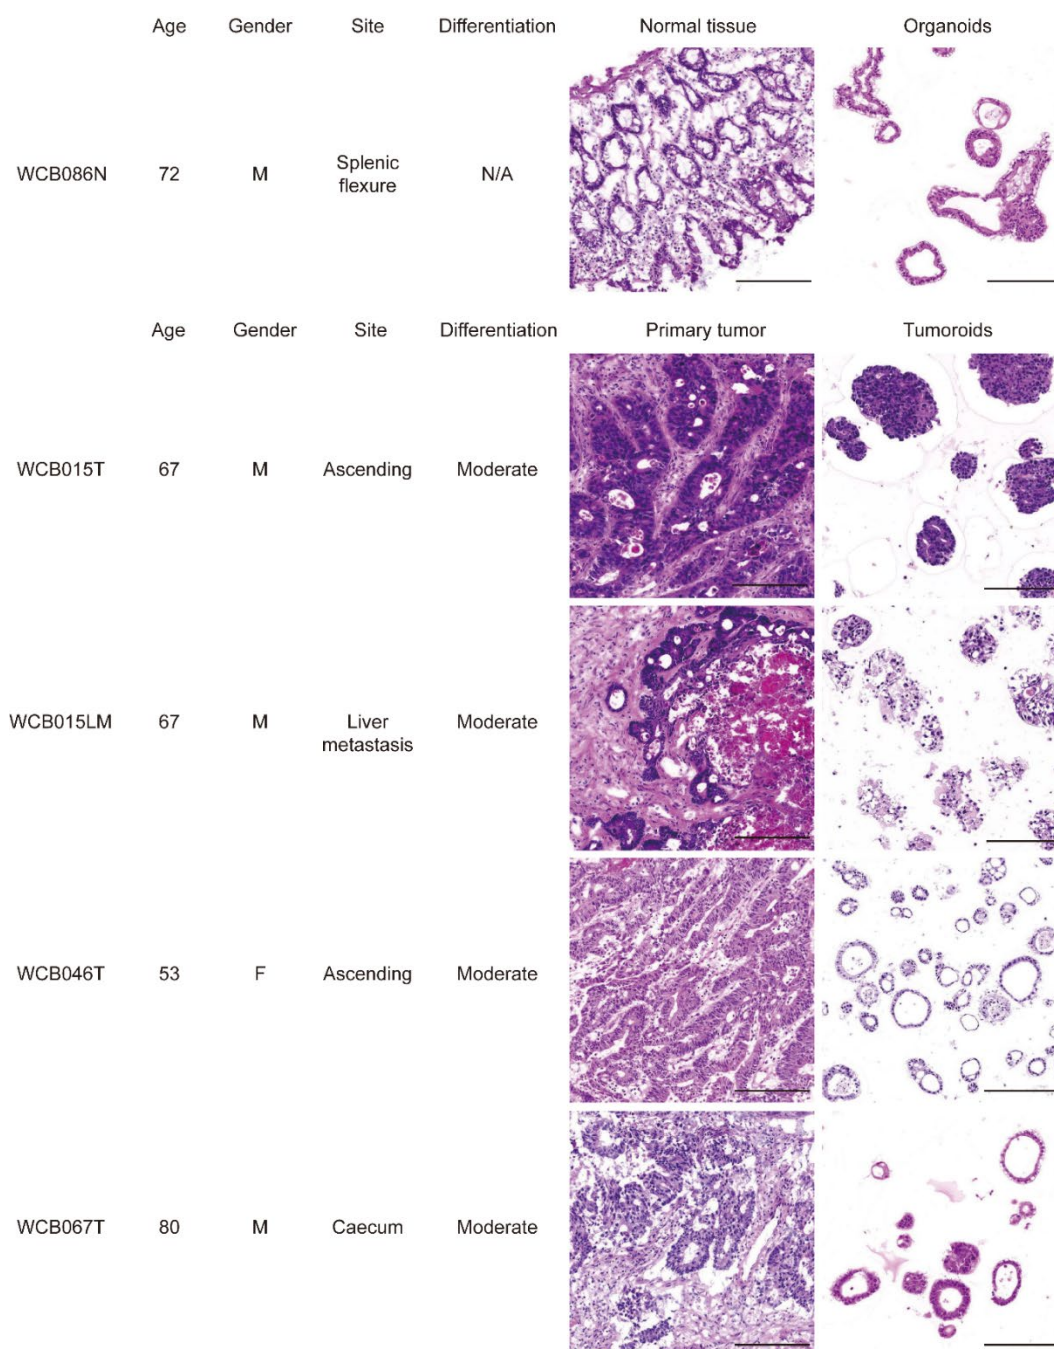 Age Gender Site Differentiation Normal tissue Organoids
WCB086N 72 M Splenic flexure N/A
Age Gender Site Differentiation Primary tumor Tumoroids
WCB015T 67 M Ascending Moderate
WCB015LM 67 M Liver metastasis Moderate
WCB046T 53 F Ascending Moderate
WCB067T 80 M Caecum Moderate